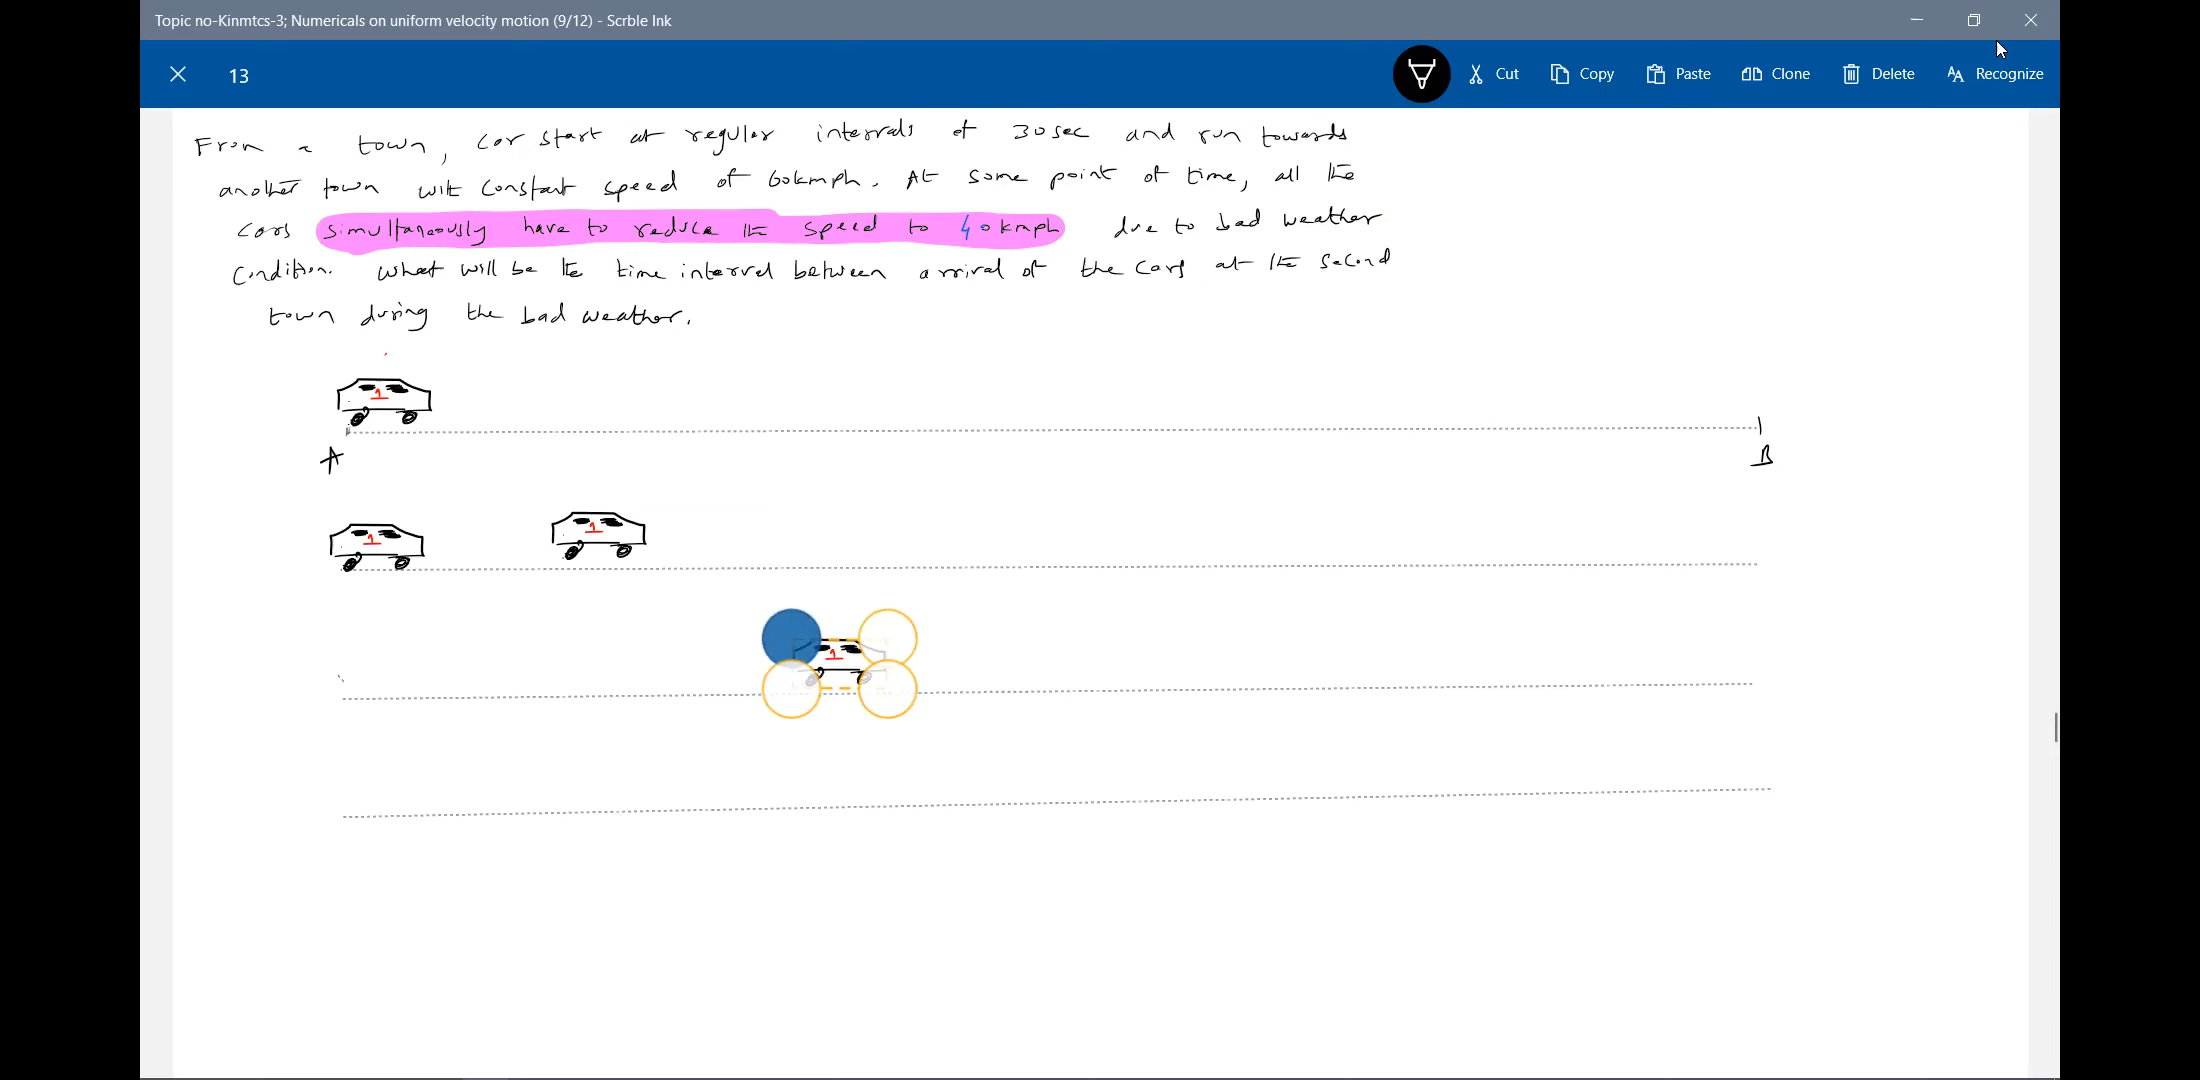 Topic no-Kinmtcs-3; Numericals on uniform velocity motion (9/12) - Scrble Ink
13 Cut Copy Paste Clone Delete Recognize
From a town, car start at regular intervals of 30sec and run towards
another town with constant speed of 60kmph. At some point of time, all the
cars simultaneously have to reduce the speed to 40kmph due to bad weather
Condition. What will be the time interval between arrival of the cars at the second
town during the bad weather.
1
A B
1 1
1